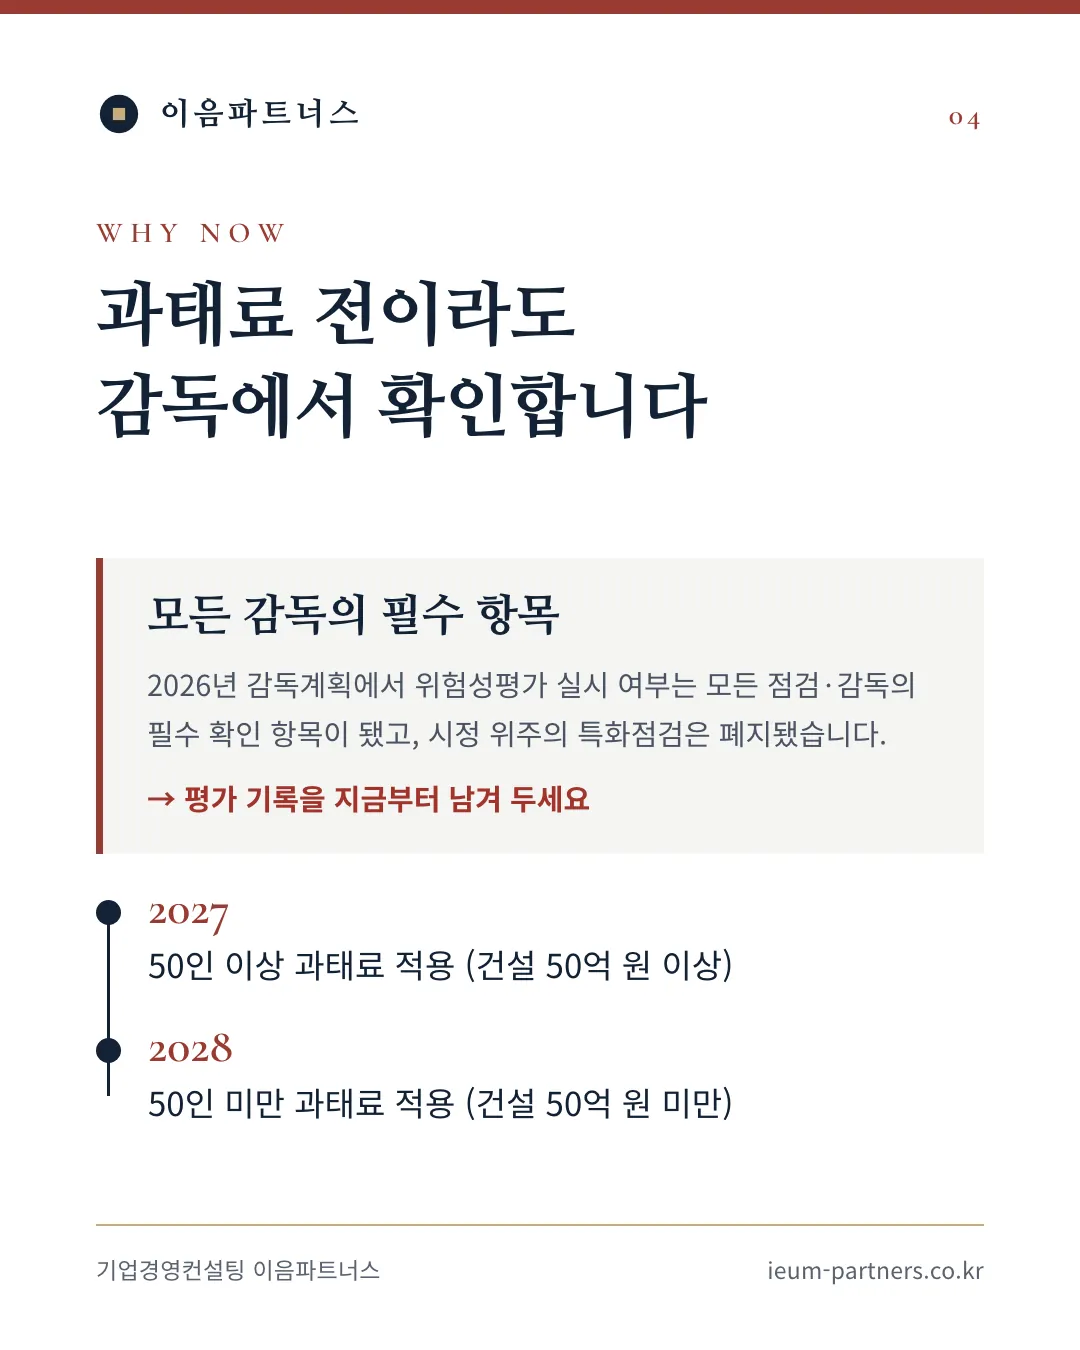 이음파트너스
04
WHY NOW
과태료 전이라도
감독에서 확인합니다
모든 감독의 필수 항목
2026년 감독계획에서 위험성평가 실시 여부는 모든 점검·감독의
필수 확인 항목이 됐고, 시정 위주의 특화점검은 폐지됐습니다.
→ 평가 기록을 지금부터 남겨 두세요
2027
50인 이상 과태료 적용 (건설 50억 원 이상)
2028
50인 미만 과태료 적용 (건설 50억 원 미만)
기업경영컨설팅 이음파트너스
ieum-partners.co.kr